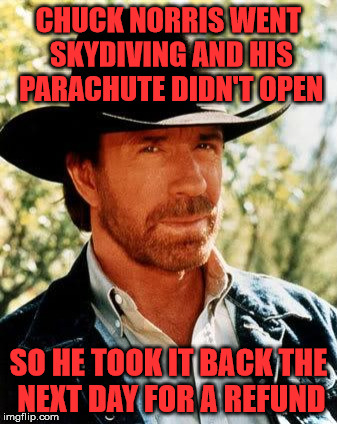 CHUCK NORRIS WENT
SKYDIVING AND HIS
PARACHUTE DIDN'T OPEN
SO HE TOOK IT BACK THE
NEXT DAY FOR A REFUND
imgflip.com